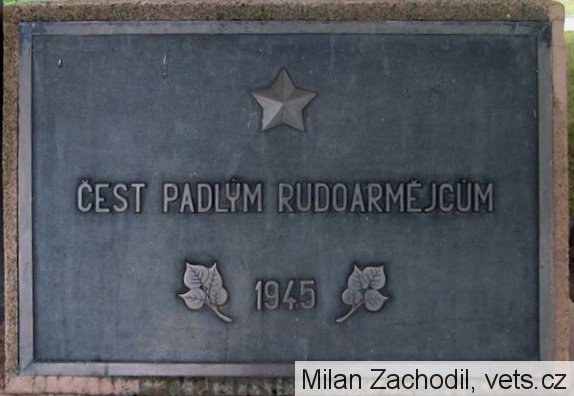 ČEST PADLÝM RUDOARMĚJCŮM
1945
Milan Zachodil, vets.cz